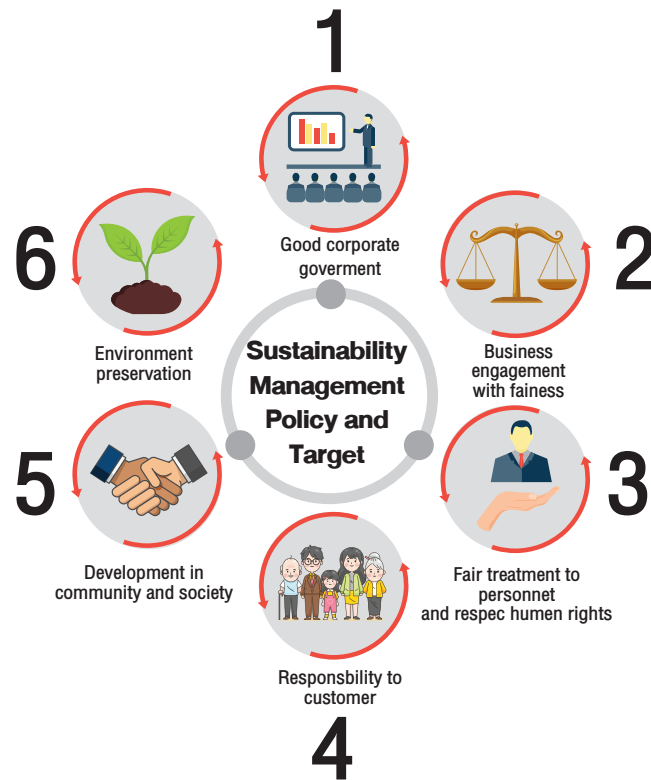 1
Good corporate
goverment
2
Business
engagement
with fainess
3
Fair treatment to
personnet
and respec human rights
4
Responsbility to
customer
5
Development in
community and society
6
Environment
preservation
Sustainability
Management
Policy and
Target